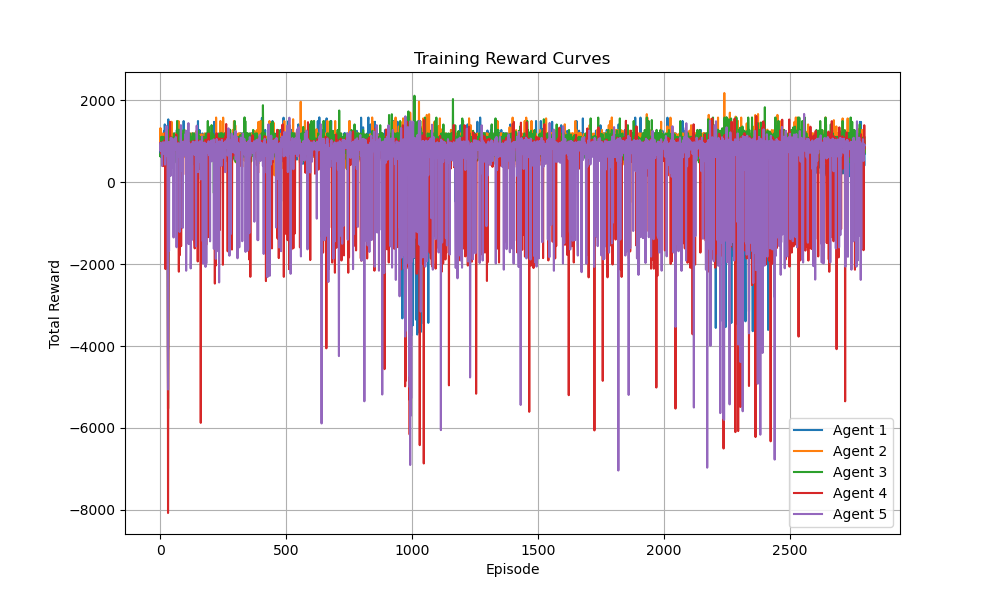 Training Reward Curves
Total Reward
2000
0
−2000
−4000
−6000
−8000
0
500
1000
1500
2000
2500
Episode
Agent 1
Agent 2
Agent 3
Agent 4
Agent 5